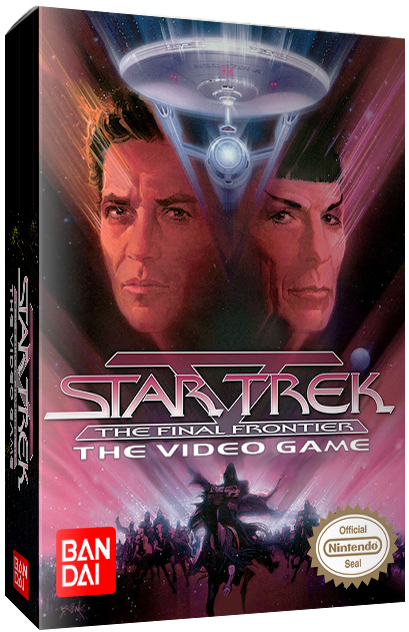 STAR TREK
V
THE FINAL FRONTIER
THE VIDEO GAME
BAN
DAI
Official
Nintendo
Seal
STAR TREK
THE VIDEO GAME
BAN
DAI